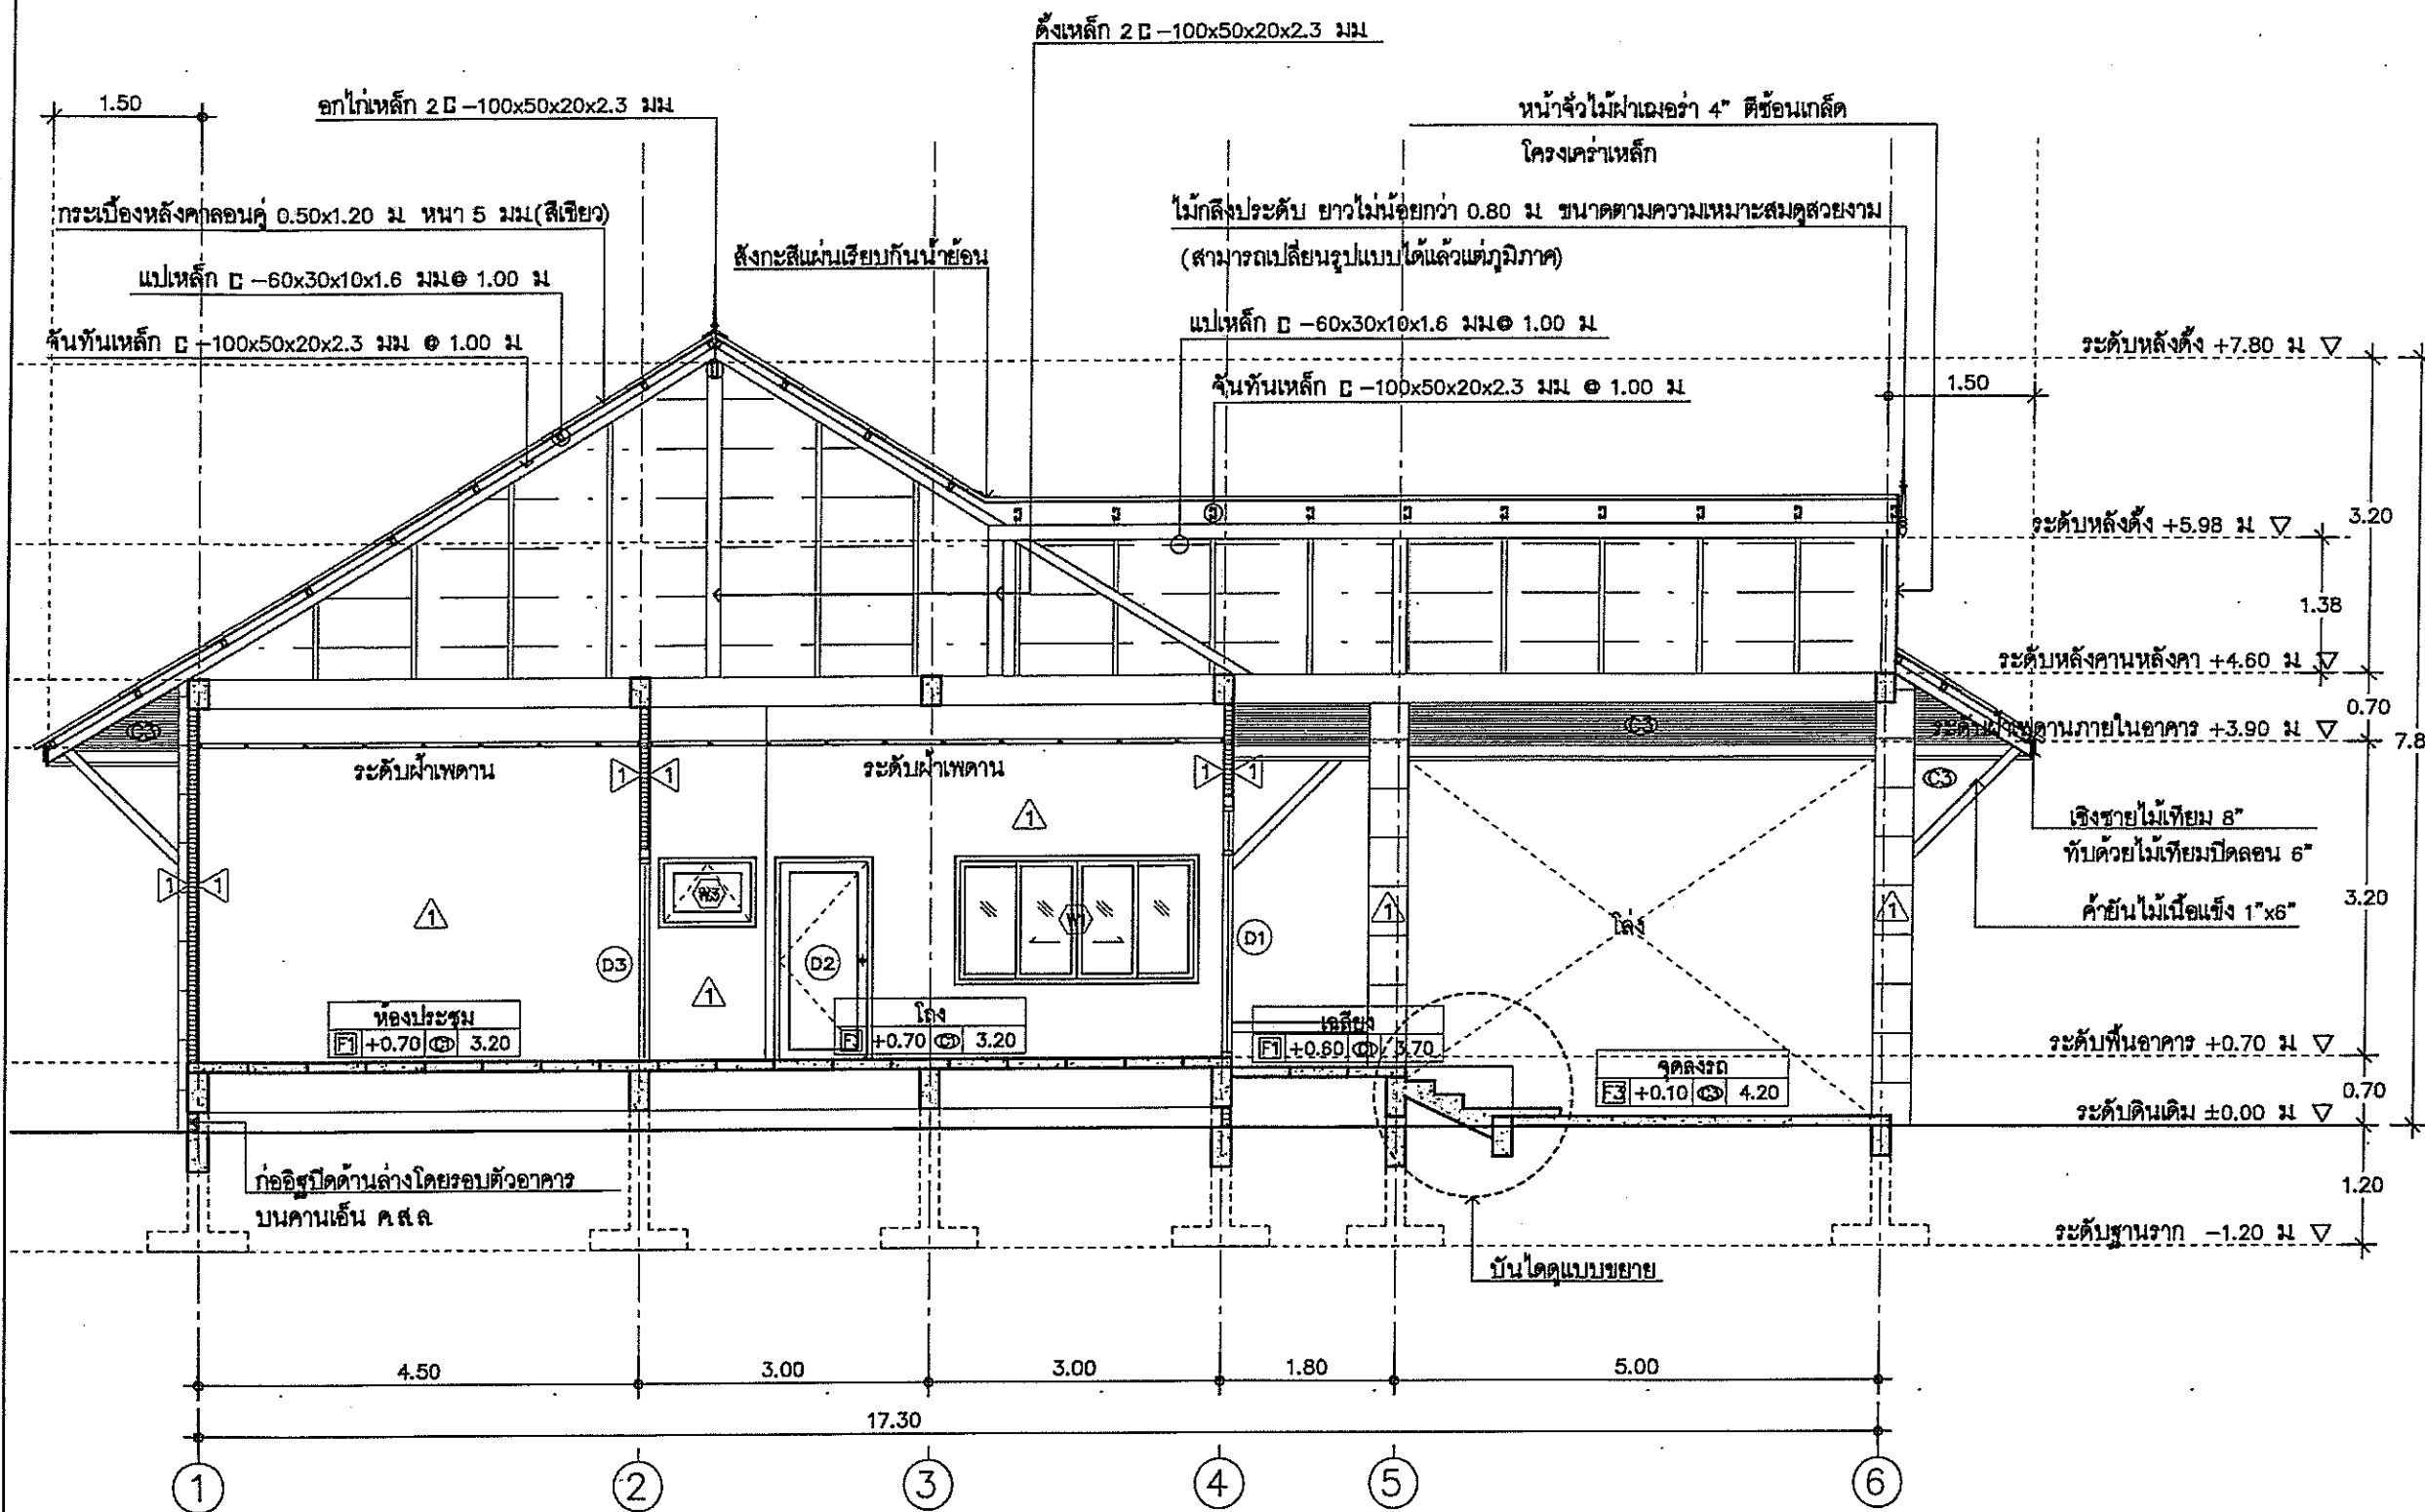 ดั้งเหล็ก 2 C -100x50x20x2.3 มม
1.50
อกไก่เหล็ก 2 C -100x50x20x2.3 มม
หน้าจั่วไม้ฝาเฌอร่า 4" ตีซ้อนเกล็ด
โครงเคร่าเหล็ก
กระเบื้องหลังคาลอนคู่ 0.50x1.20 ม หนา 5 มม(สีเขียว)
ไม้กลึงประดับ ยาวไม่น้อยกว่า 0.80 ม ขนาดตามความเหมาะสมดูสวยงาม
(สามารถเปลี่ยนรูปแบบได้แล้วแต่ภูมิภาค)
สังกะสีแผ่นเรียบกันน้ำย้อน
แปเหล็ก C -60x30x10x1.6 มม@ 1.00 ม
แปเหล็ก C -60x30x10x1.6 มม@ 1.00 ม
จันทันเหล็ก C -100x50x20x2.3 มม @ 1.00 ม
ระดับหลังดั้ง +7.80 ม
จันทันเหล็ก C -100x50x20x2.3 มม @ 1.00 ม
1.50
ระดับหลังดั้ง +5.98 ม
3.20
1.38
ระดับหลังคานหลังคา +4.60 ม
0.70
C3
C3
+3.90 ม
7.8
ระดับฝ้าเพดาน
ระดับฝ้าเพดาน
1 1
1 1
C3
1
เชิงชายไม้เทียม 8"
ทับด้วยไม้เทียมปิดลอน 6"
1 1
W3
3.20
1
W1
1
1
ค้ำยันไม้เนื้อแข็ง 1"x6"
โล่ง
D3
D2
D1
1
ห้องประชุม
F1 +0.70 C1 3.20
โถง
F1 +0.70 C1 3.20
เฉลียง
F1 +0.60 3.70
ระดับพื้นอาคาร +0.70 ม
จุดลงรถ
F3 +0.10 C3 4.20
0.70
ระดับดินเดิม ±0.00 ม
ก่ออิฐปิดด้านล่างโดยรอบตัวอาคาร
บนคานเอ็น ค.ส.ล.
1.20
ระดับฐานราก -1.20 ม
บันไดดูแบบขยาย
4.50 3.00 3.00 1.80 5.00
17.30
1 2 3 4 5 6